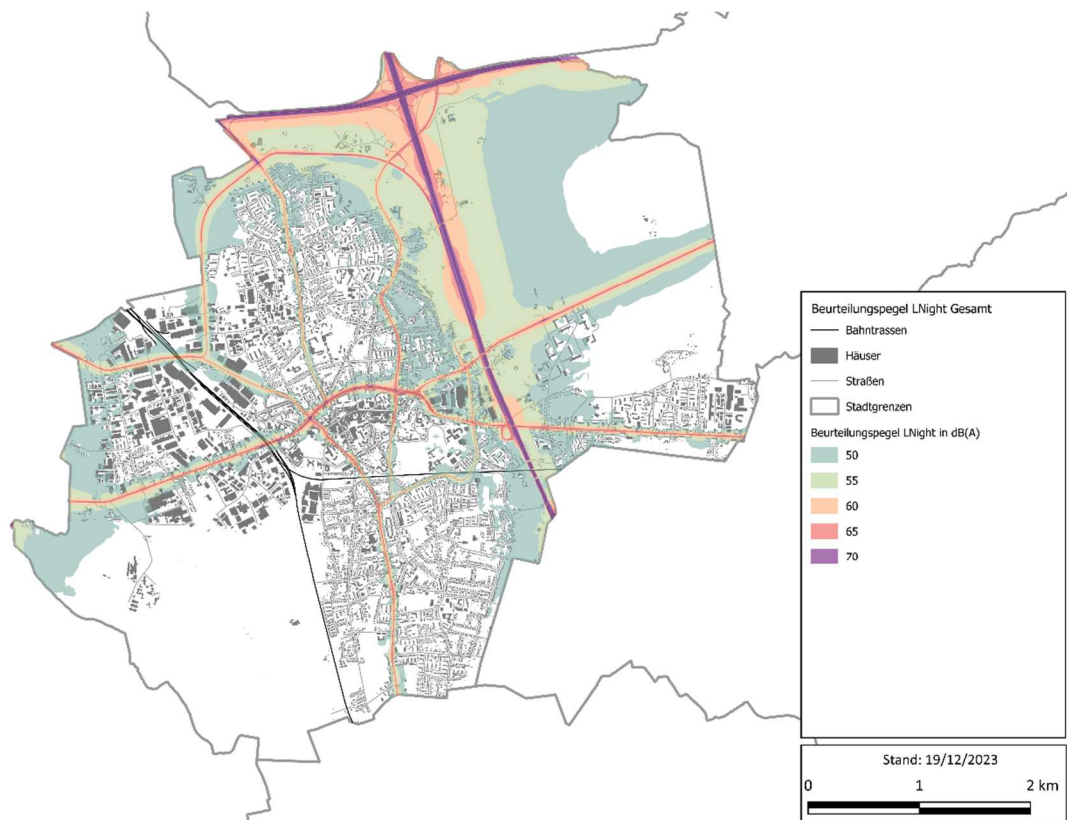 Beurteilungspegel LNight Gesamt
Bahntrassen
Häuser
Straßen
Stadtgrenzen
Beurteilungspegel LNight in dB(A)
50
55
60
65
70
Stand: 19/12/2023
0 1 2 km